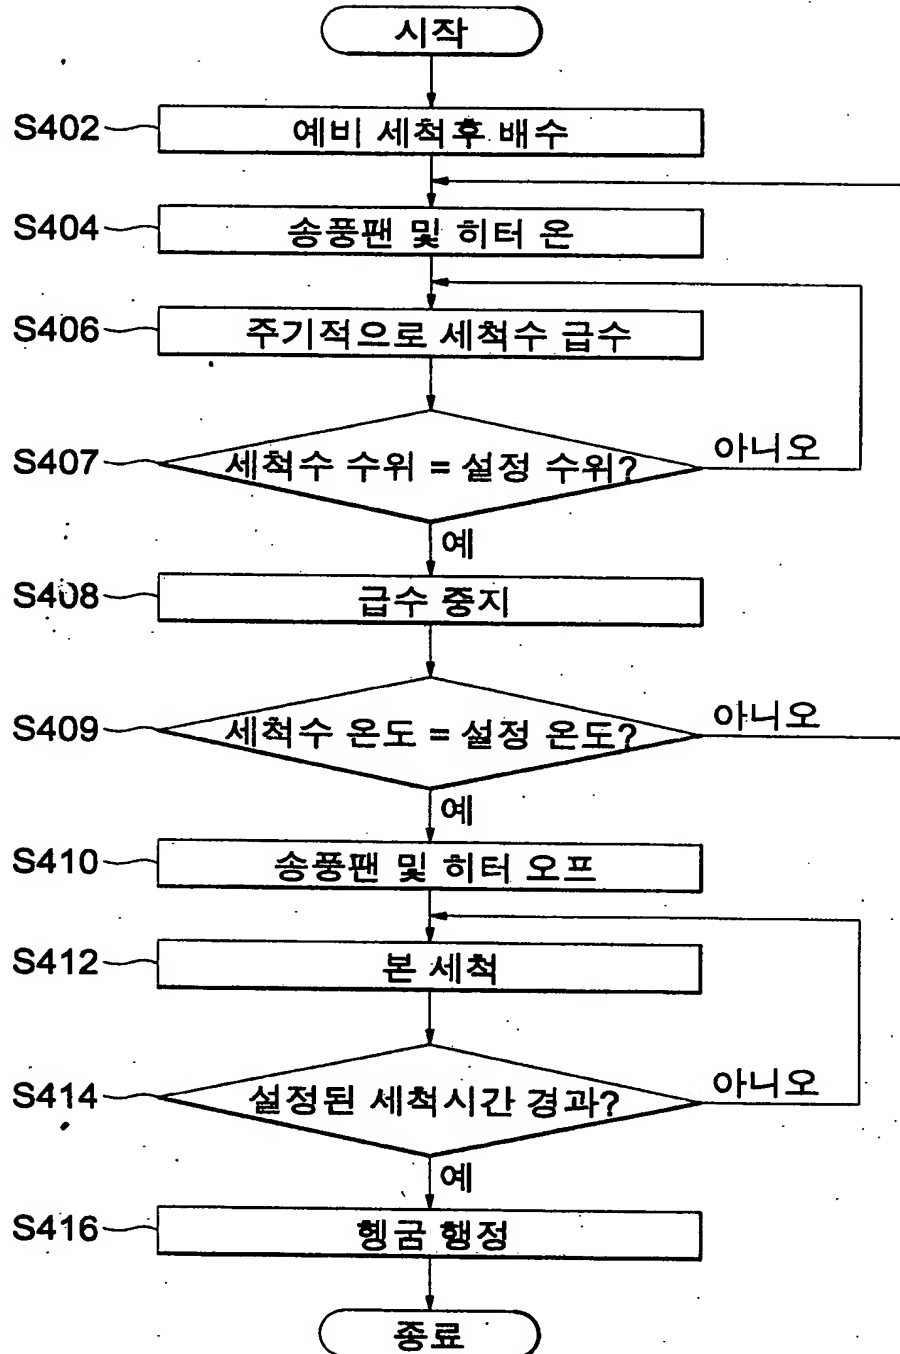 시작
S402 예비 세척후 배수
S404 송풍팬 및 히터 온
S406 주기적으로 세척수 급수
S407 세척수 수위 = 설정 수위? 아니오
예
S408 급수 중지
S409 세척수 온도 = 설정 온도? 아니오
예
S410 송풍팬 및 히터 오프
S412 본 세척
S414 설정된 세척시간 경과? 아니오
예
S416 헹굼 행정
종료